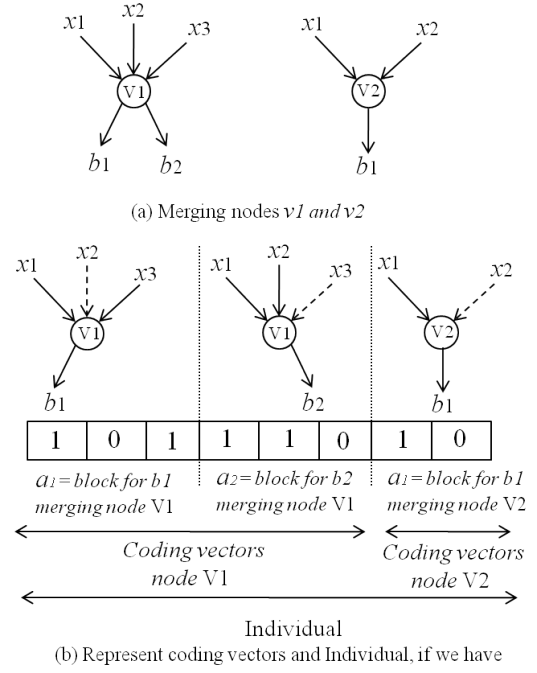 x1 x2 x3 x1 x2
V1 V2
b1 b2 b1
(a) Merging nodes v1 and v2
x1 x2 x3 x1 x2 x3 x1 x2
V1 V1 V2
b1 b2 b1
1 0 1 1 1 0 1 0
a1=block for b1 a2=block for b2 a1=block for b1
merging node V1 merging node V1 merging node V2
Coding vectors Coding vectors
node V1 node V2
Individual
(b) Represent coding vectors and Individual, if we have